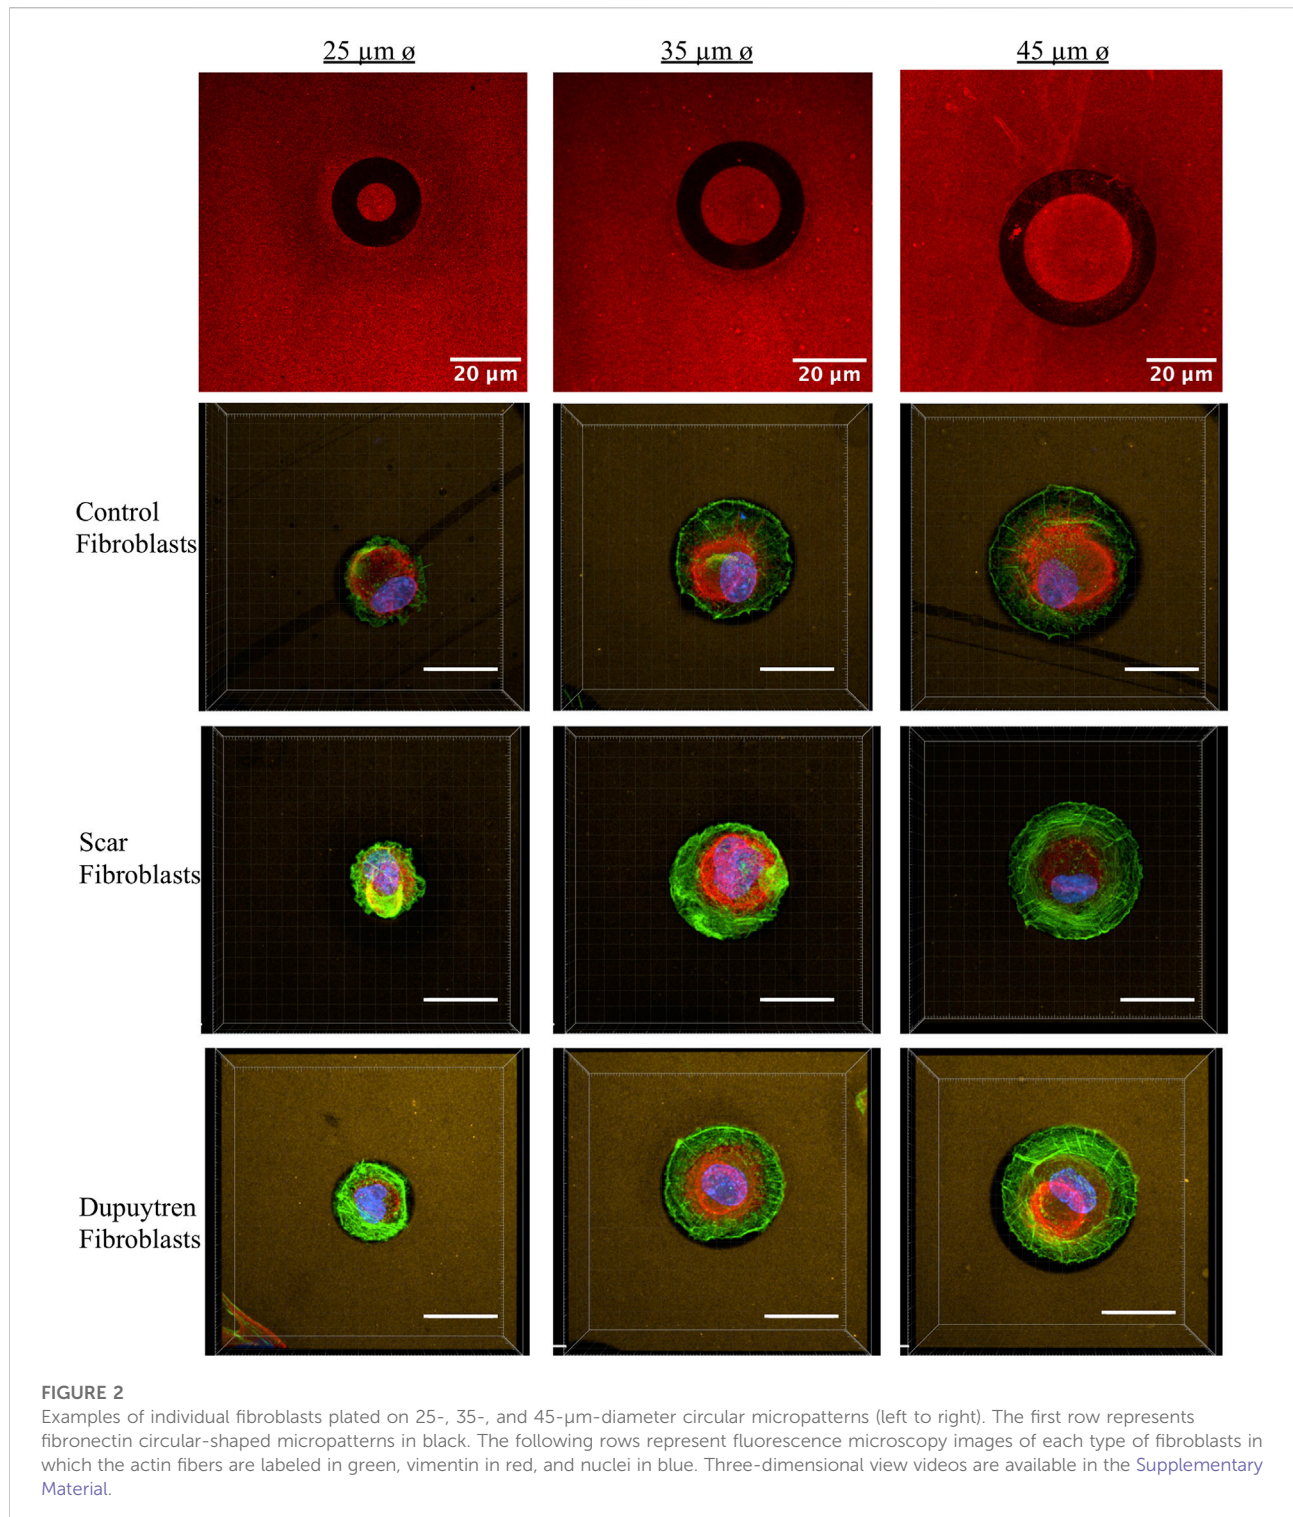 25 µm ø
35 µm ø
45 µm ø
20 µm
20 µm
20 µm
Control
Fibroblasts
Scar
Fibroblasts
Dupuytren
Fibroblasts
FIGURE 2
Examples of individual fibroblasts plated on 25-, 35-, and 45-µm-diameter circular micropatterns (left to right). The first row represents
fibronectin circular-shaped micropatterns in black. The following rows represent fluorescence microscopy images of each type of fibroblasts in
which the actin fibers are labeled in green, vimentin in red, and nuclei in blue. Three-dimensional view videos are available in the Supplementary
Material.